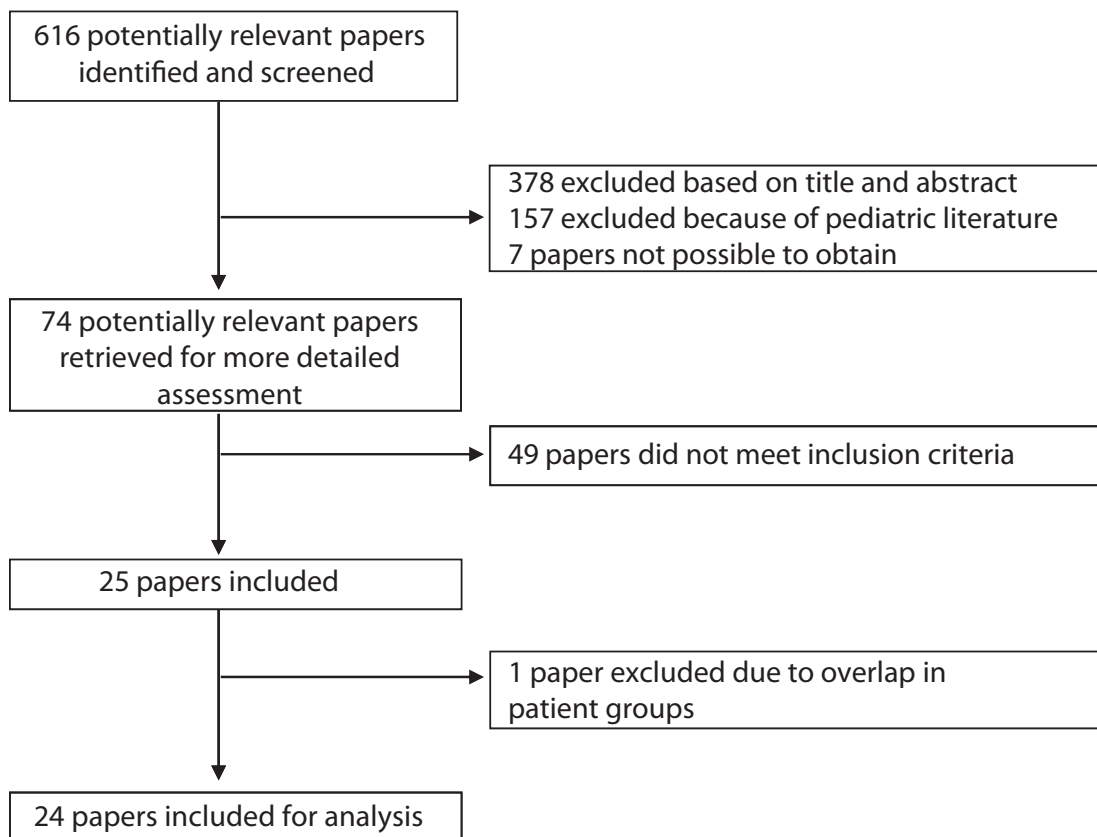 616 potentially relevant papers
identified and screened
378 excluded based on title and abstract
157 excluded because of pediatric literature
7 papers not possible to obtain
74 potentially relevant papers
retrieved for more detailed
assessment
49 papers did not meet inclusion criteria
25 papers included
1 paper excluded due to overlap in
patient groups
24 papers included for analysis